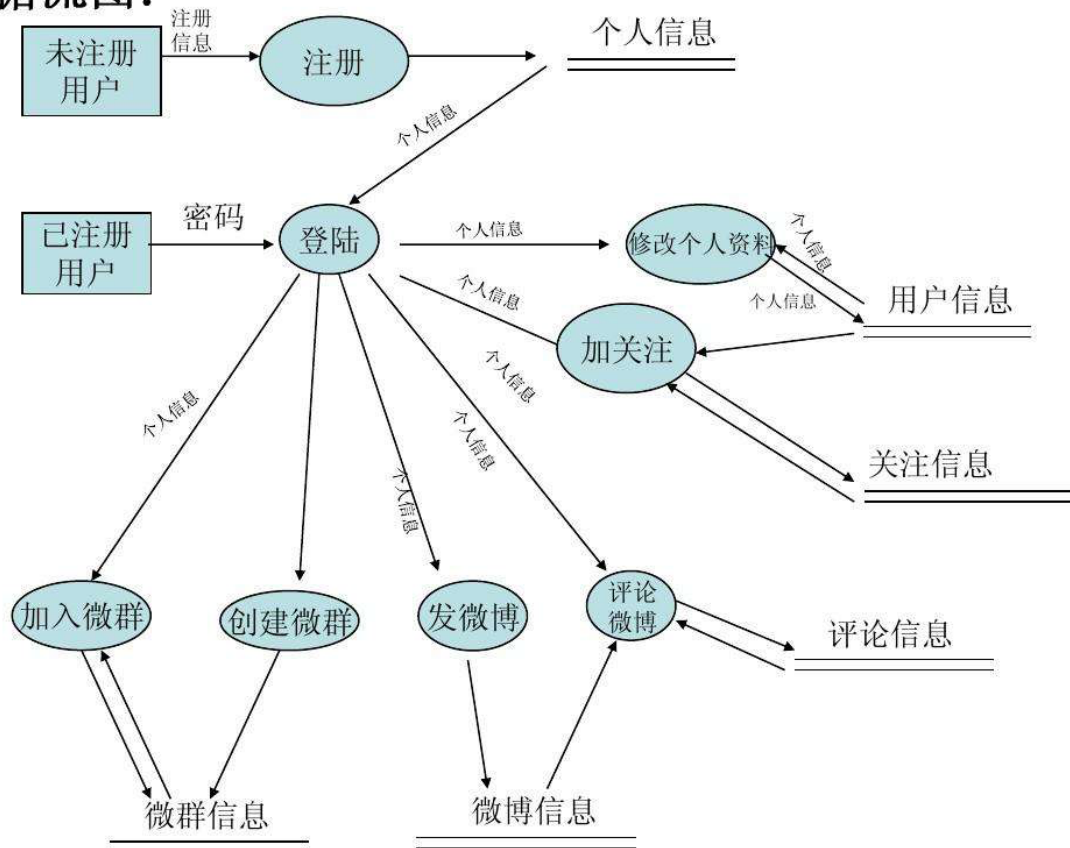 据流图:
注册
信息
未注册
用户
注册
个人信息
个人信息
已注册
用户
密码
登陆
个人信息
修改个人资料
个人信息
个人信息
用户信息
个人信息
加关注
个人信息
个人信息
个人信息
个人信息
关注信息
加入微群
创建微群
发微博
评论
微博
评论信息
微群信息
微博信息